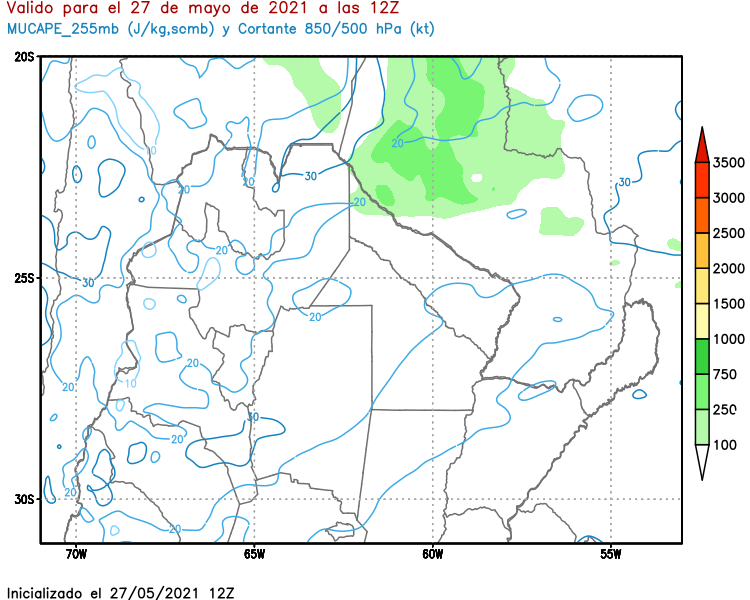 Valido para el 27 de mayo de 2021 a las 12Z
MUCAPE_255mb (J/kg,scmb) y Cortante 850/500 hPa (kt)
20S
25S
30S
70W
65W
60W
55W
10
20
20
30
20
20
30
30
20
20
20
20
10
30
20
20
20
3500
3000
2500
2000
1500
1000
750
250
100
Inicializado el 27/05/2021 12Z